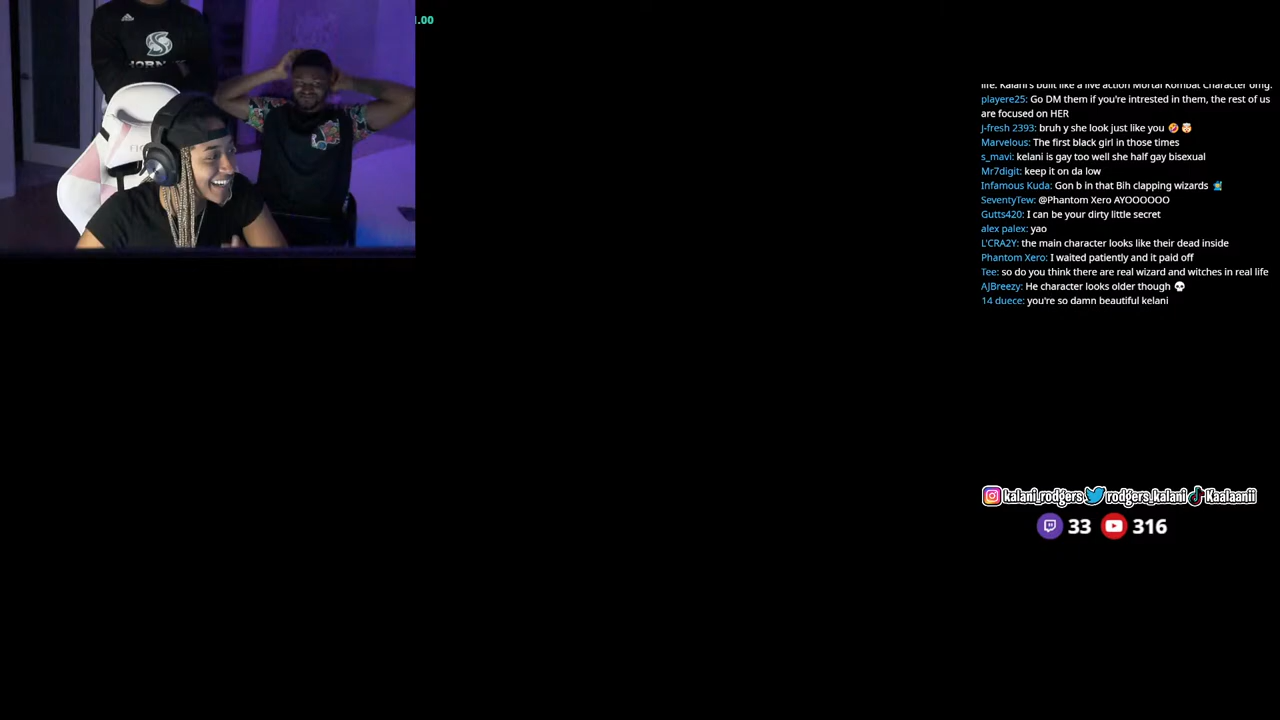 1.00
life. Kalani's built like a live action Mortal Kombat Character omg.
playere25: Go DM them if you're intrested in them, the rest of us
are focused on HER
J-fresh 2393: bruh y she look just like you 🤣 🤯
Marvelous: The first black girl in those times
s_mavi: kelani is gay too well she half gay bisexual
Mr7digit: keep it on da low
Infamous Kuda: Gon b in that Bih clapping wizards 🧙‍♂️
SeventyTew: @Phantom Xero AYOOOOOO
Gutts420: I can be your dirty little secret
alex palex: yao
L'CRA2Y: the main character looks like their dead inside
Phantom Xero: I waited patiently and it paid off
Tee: so do you think there are real wizard and witches in real life
AJBreezy: He character looks older though 💀
14 duece: you're so damn beautiful kelani
kalani_rodgers rodgers_kalani Kaalaanii
33 316